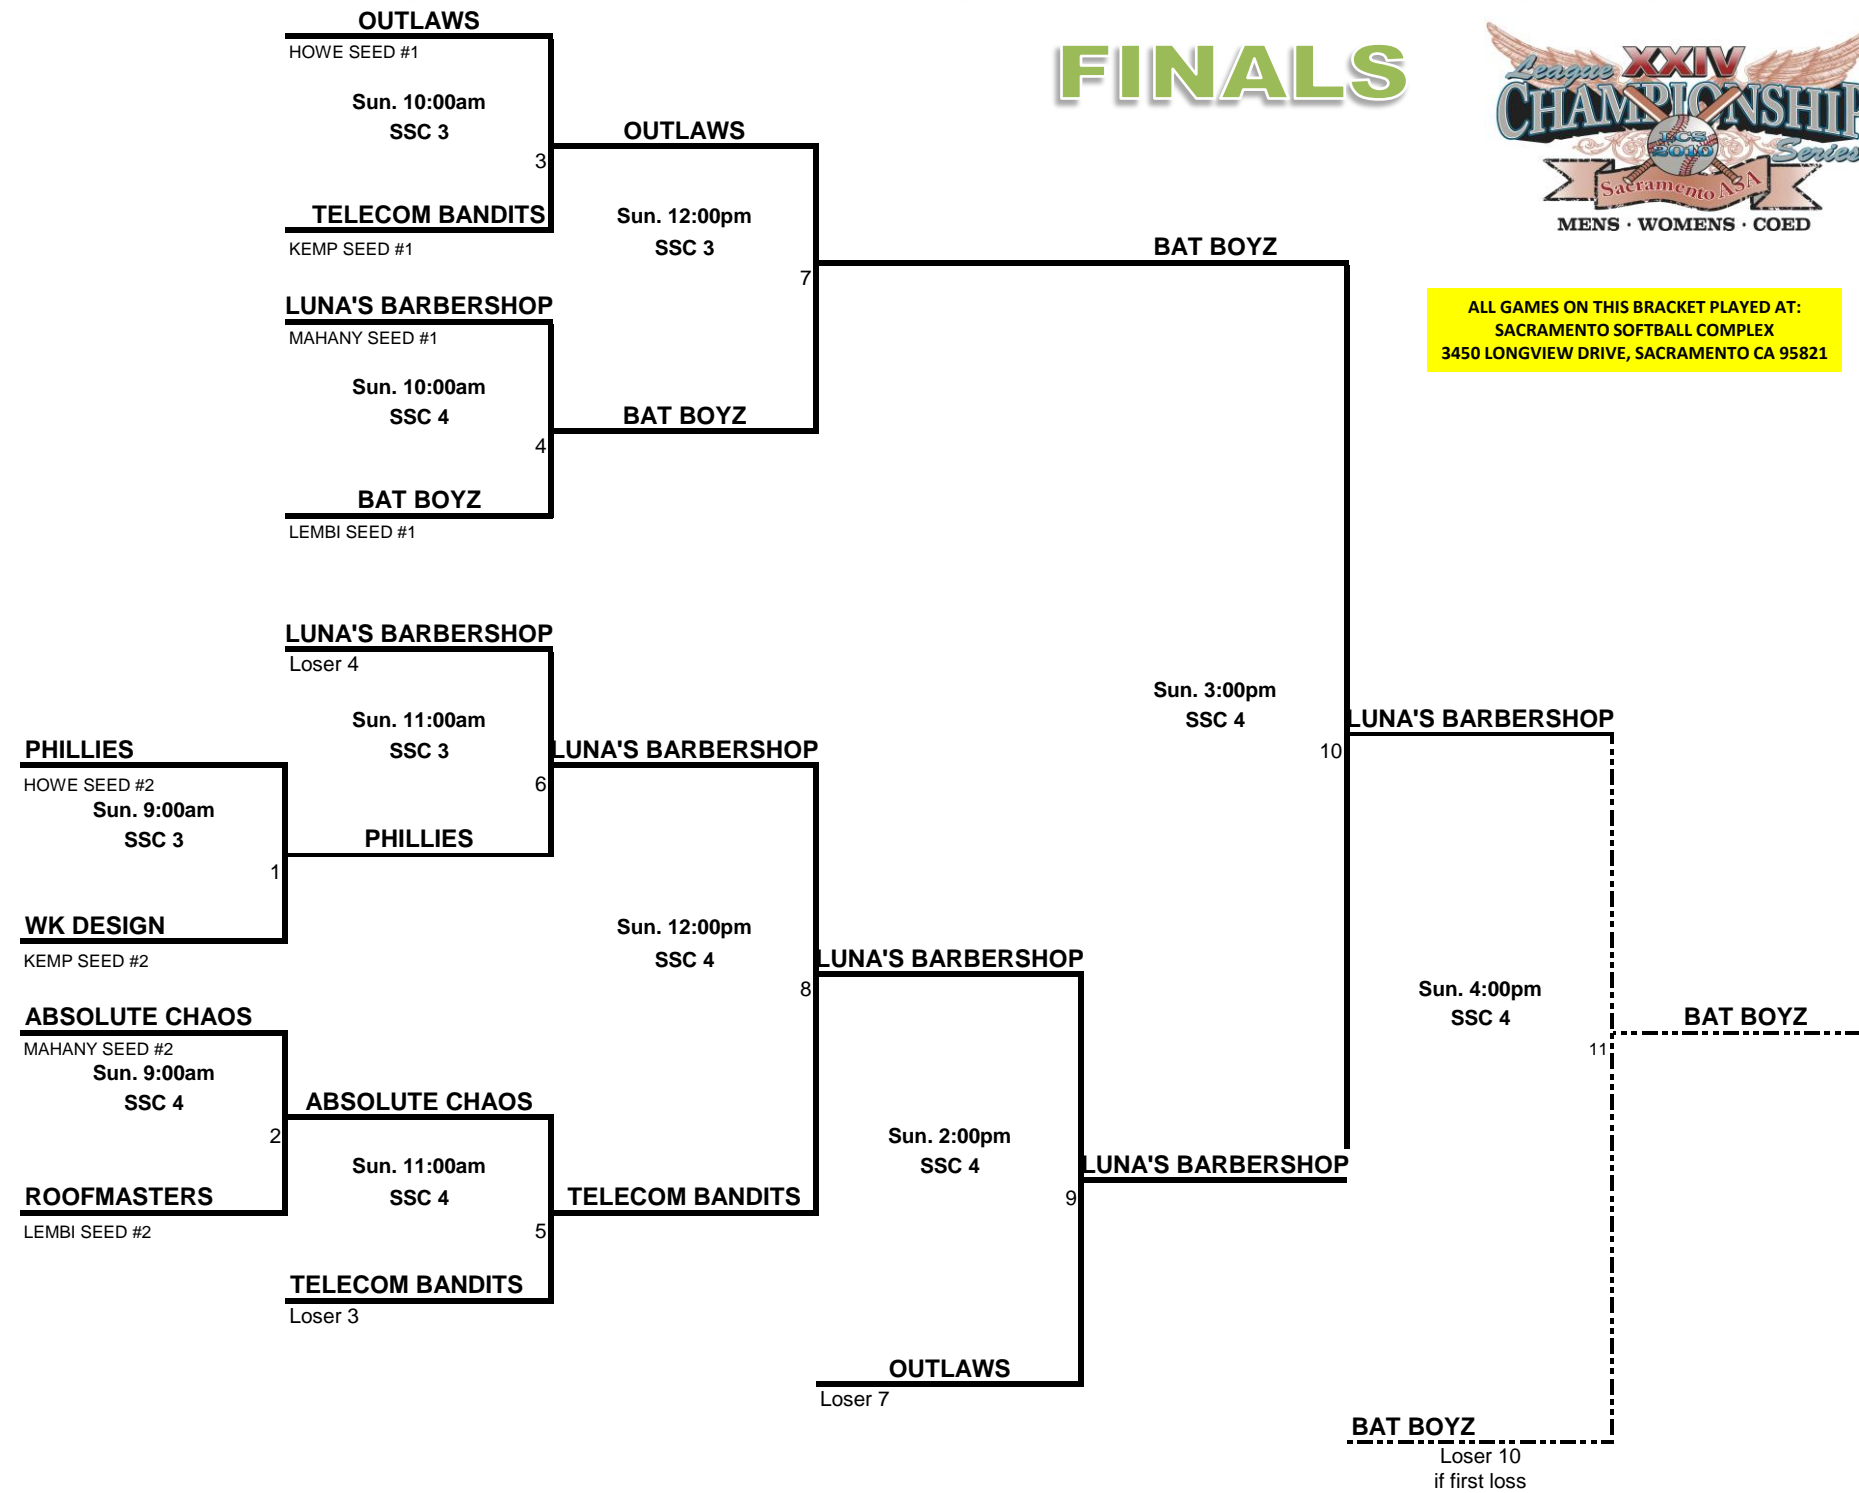 OUTLAWS
HOWE SEED #1
Sun. 10:00am
SSC 3
3
TELECOM BANDITS
KEMP SEED #1
OUTLAWS
Sun. 12:00pm
SSC 3
7
LUNA'S BARBERSHOP
MAHANY SEED #1
Sun. 10:00am
SSC 4
4
BAT BOYZ
BAT BOYZ
LEMBI SEED #1
BAT BOYZ
FINALS
League XXIV
CHAMPIONSHIP
Series
LCS
2010
Sacramento ASA
MENS · WOMENS · COED
ALL GAMES ON THIS BRACKET PLAYED AT:
SACRAMENTO SOFTBALL COMPLEX
3450 LONGVIEW DRIVE, SACRAMENTO CA 95821
LUNA'S BARBERSHOP
Loser 4
Sun. 11:00am
SSC 3
6
PHILLIES
HOWE SEED #2
Sun. 9:00am
SSC 3
1
PHILLIES
WK DESIGN
KEMP SEED #2
LUNA'S BARBERSHOP
Sun. 12:00pm
SSC 4
8
ABSOLUTE CHAOS
MAHANY SEED #2
Sun. 9:00am
SSC 4
2
ABSOLUTE CHAOS
ROOFMASTERS
LEMBI SEED #2
Sun. 11:00am
SSC 4
5
TELECOM BANDITS
TELECOM BANDITS
Loser 3
LUNA'S BARBERSHOP
Sun. 2:00pm
SSC 4
9
OUTLAWS
Loser 7
LUNA'S BARBERSHOP
Sun. 3:00pm
SSC 4
10
LUNA'S BARBERSHOP
Sun. 4:00pm
SSC 4
11
BAT BOYZ
BAT BOYZ
Loser 10
if first loss